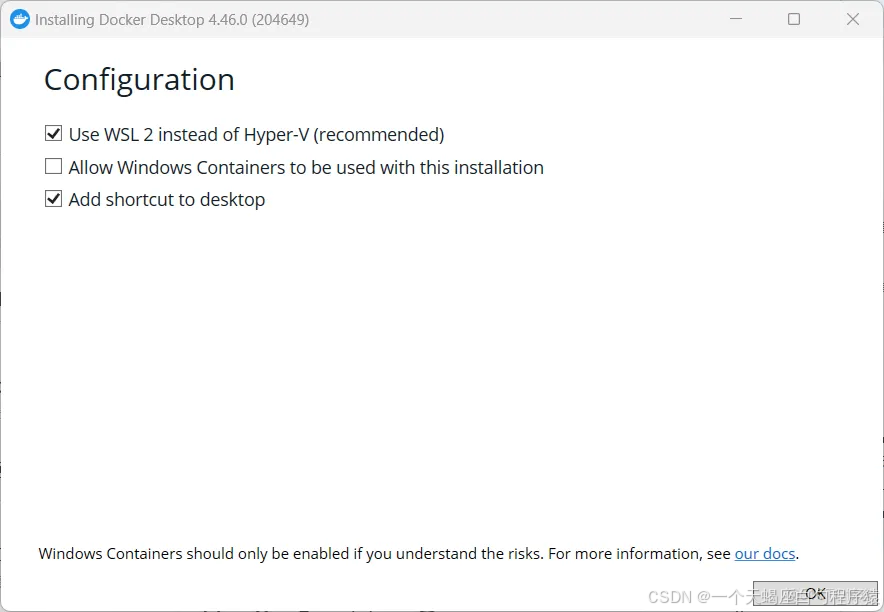 Installing Docker Desktop 4.46.0 (204649)
Configuration
Use WSL 2 instead of Hyper-V (recommended)
Allow Windows Containers to be used with this installation
Add shortcut to desktop
Windows Containers should only be enabled if you understand the risks. For more information, see our docs.
OK
CSDN @一个天蝎座白勺程序猿